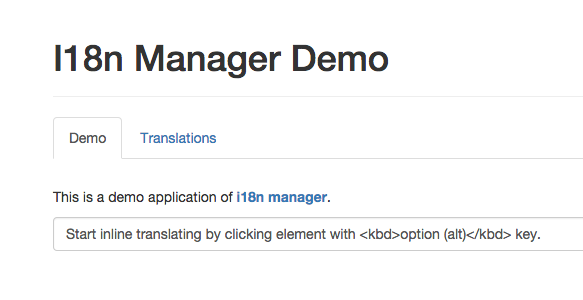 I18n Manager Demo
Demo Translations
This is a demo application of i18n manager.
Start inline translating by clicking element with <kbd>option (alt)</kbd> key.